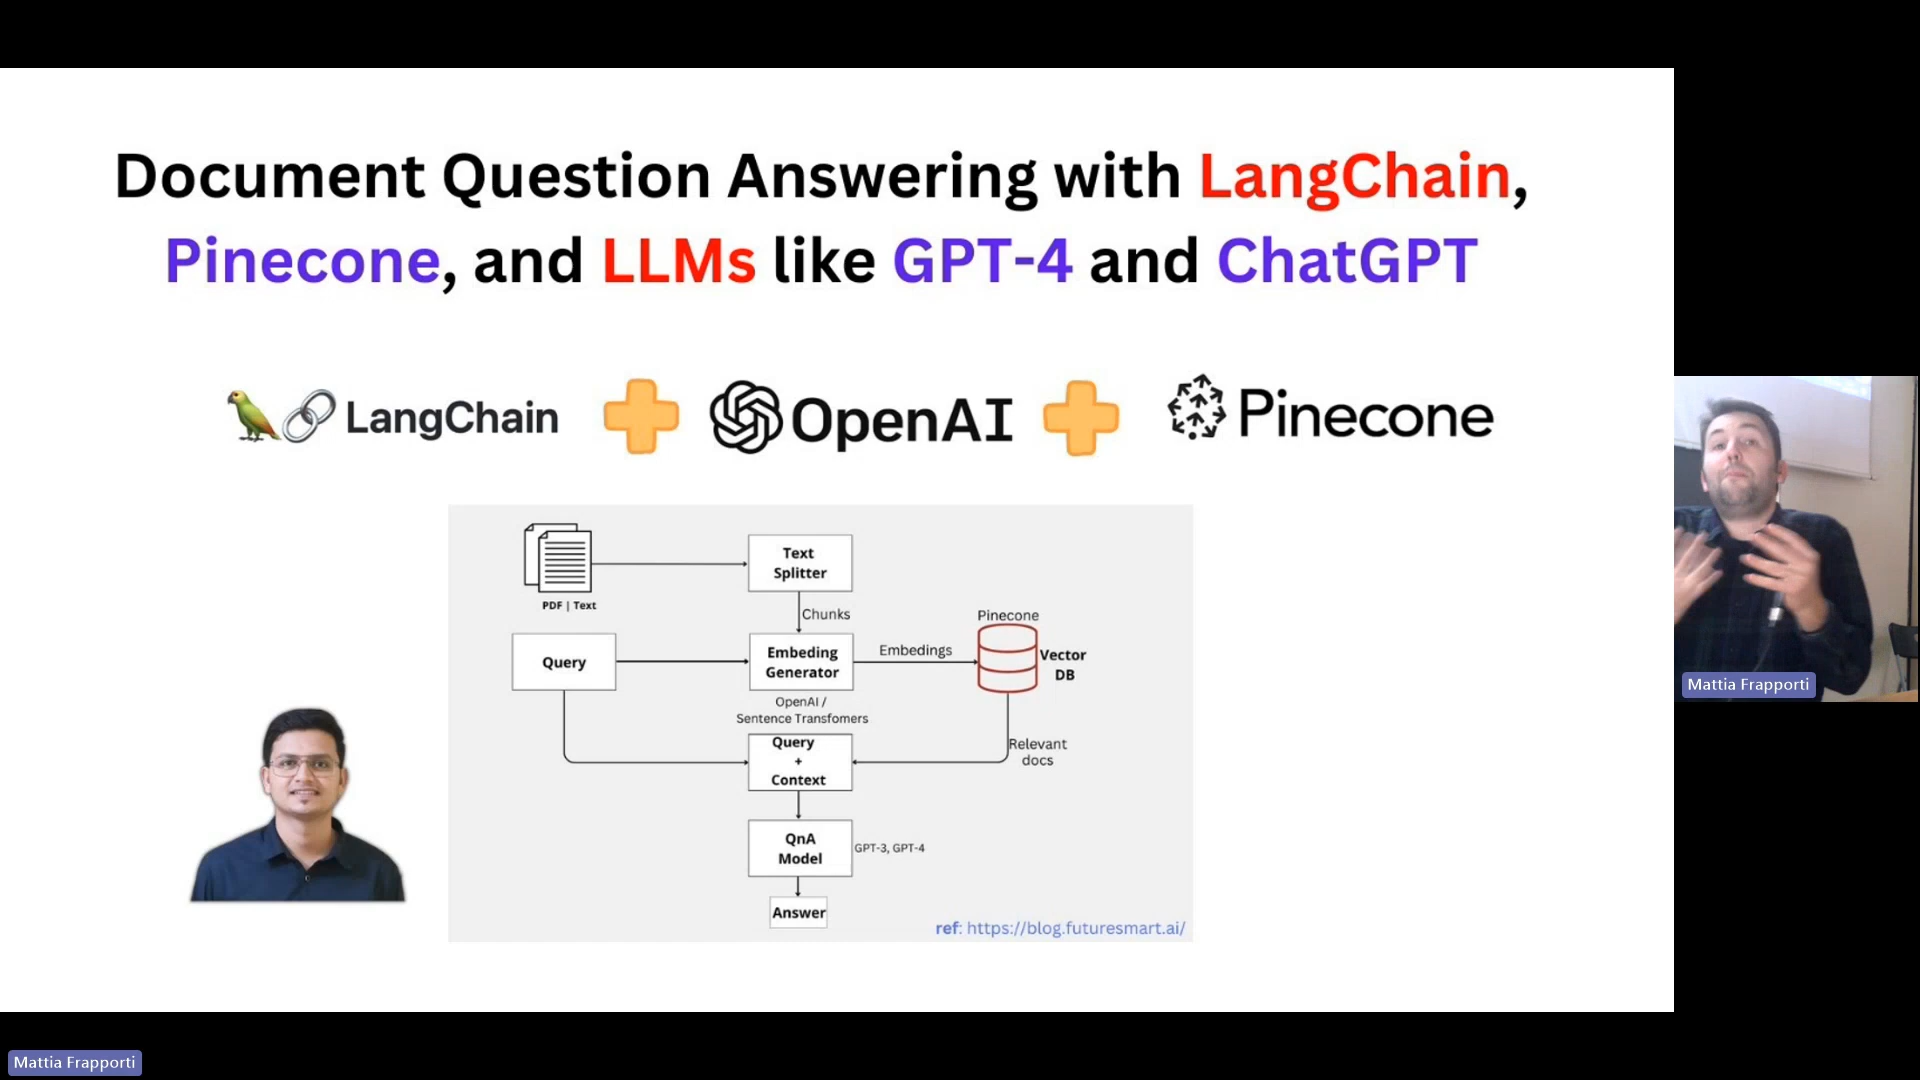 Document Question Answering with LangChain,
Pinecone, and LLMs like GPT-4 and ChatGPT
LangChain
OpenAI
Pinecone
PDF | Text
Text
Splitter
Chunks
Query
Embeding
Generator
OpenAI /
Sentence Transfomers
Embedings
Pinecone
Vector
DB
Relevant
docs
Query
+
Context
QnA
Model
GPT-3, GPT-4
Answer
ref: https://blog.futuresmart.ai/
Mattia Frapporti
Mattia Frapporti